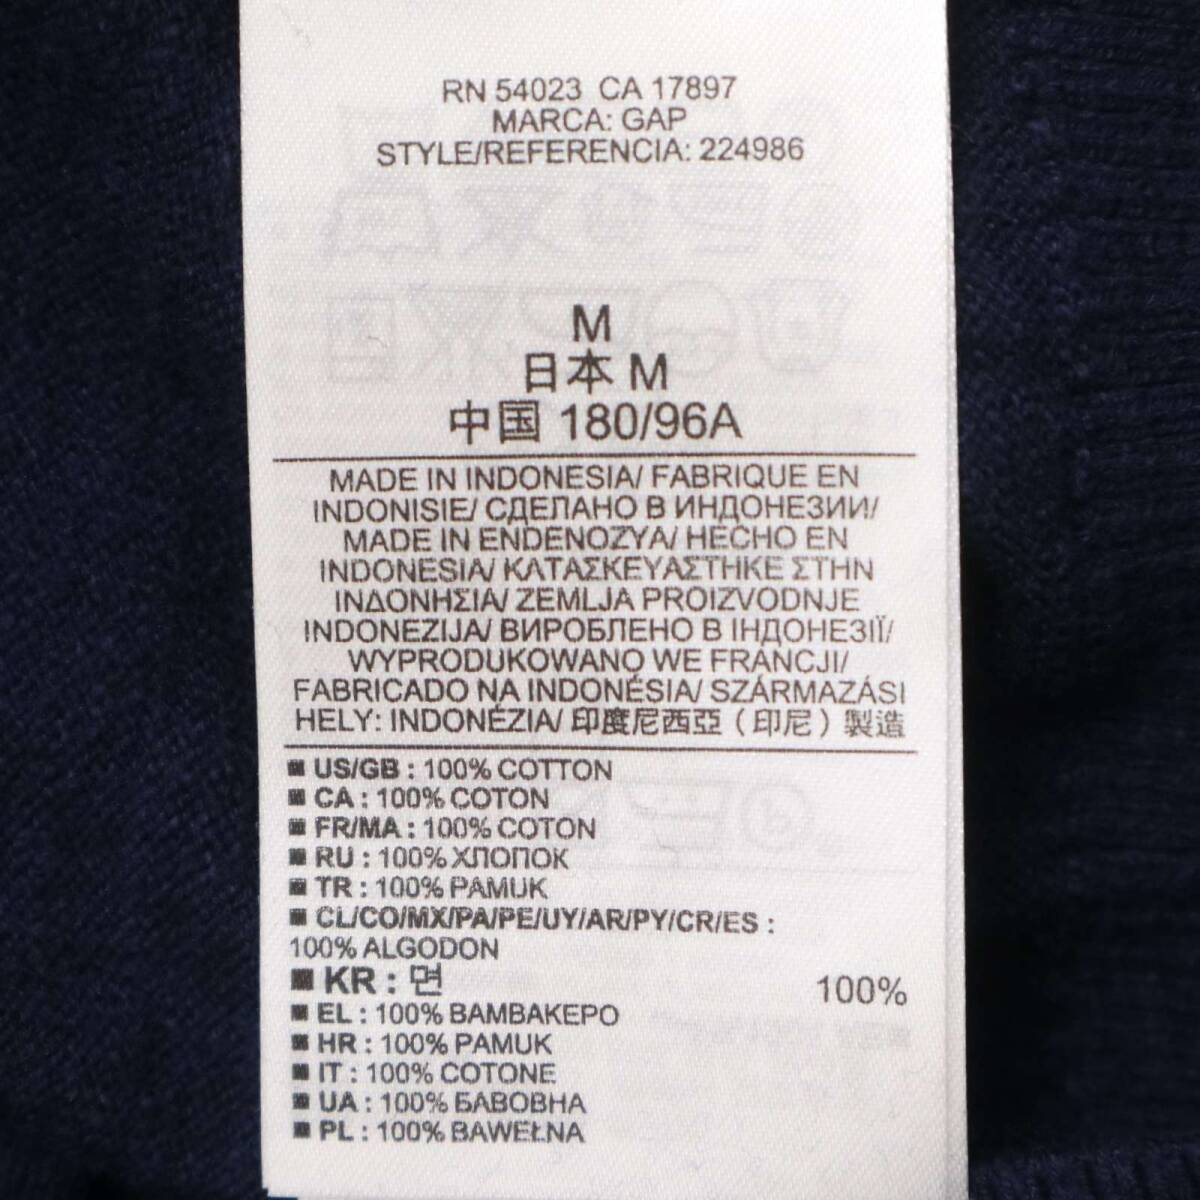 RN 54023 CA 17897
MARCA: GAP
STYLE/REFERENCIA: 224986
M
日本 M
中国 180/96A
MADE IN INDONESIA/ FABRIQUE EN
INDONISIE/ СДЕЛАНО В ИНДОНЕЗИИ/
MADE IN ENDENOZYA/ HECHO EN
INDONESIA/ ΚΑΤΑΣΚΕΥΑΣΤΗΚΕ ΣΤΗΝ
ΙΝΔΟΝΗΣΙΑ/ ZEMLJA PROIZVODNJE
INDONEZIJA/ ВИРОБЛЕНО В ІНДОНЕЗІЇ/
WYPRODUKOWANO WE FRANCJI/
FABRICADO NA INDONÉSIA/ SZÁRMAZÁSI
HELY: INDONÉZIA/ 印度尼西亞（印尼）製造
■ US/GB : 100% COTTON
■ CA : 100% COTON
■ FR/MA : 100% COTON
■ RU : 100% ХЛОПОК
■ TR : 100% PAMUK
■ CL/CO/MX/PA/PE/UY/AR/PY/CR/ES :
100% ALGODON
■ KR : 면 100%
■ EL : 100% ΒΑΜΒΑΚΕΡΟ
■ HR : 100% PAMUK
■ IT : 100% COTONE
■ UA : 100% БАВОВНА
■ PL : 100% BAWEŁNA